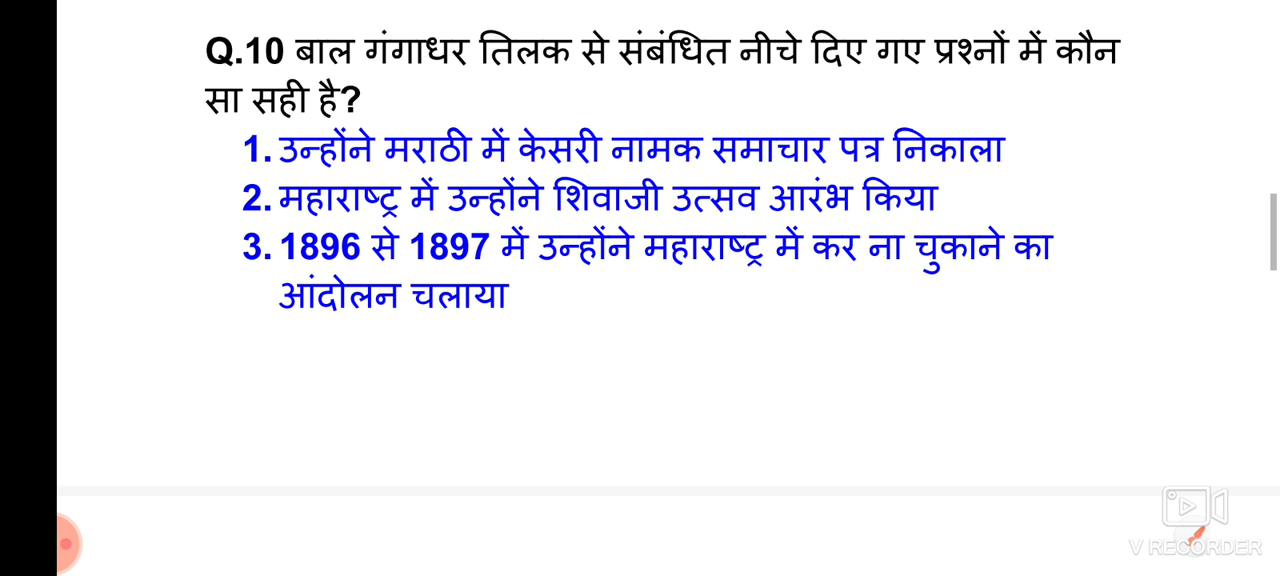 Q.10 बाल गंगाधर तिलक से संबंधित नीचे दिए गए प्रश्नों में कौन
सा सही है?
1. उन्होंने मराठी में केसरी नामक समाचार पत्र निकाला
2. महाराष्ट्र में उन्होंने शिवाजी उत्सव आरंभ किया
3. 1896 से 1897 में उन्होंने महाराष्ट्र में कर ना चुकाने का
आंदोलन चलाया
V RECORDER